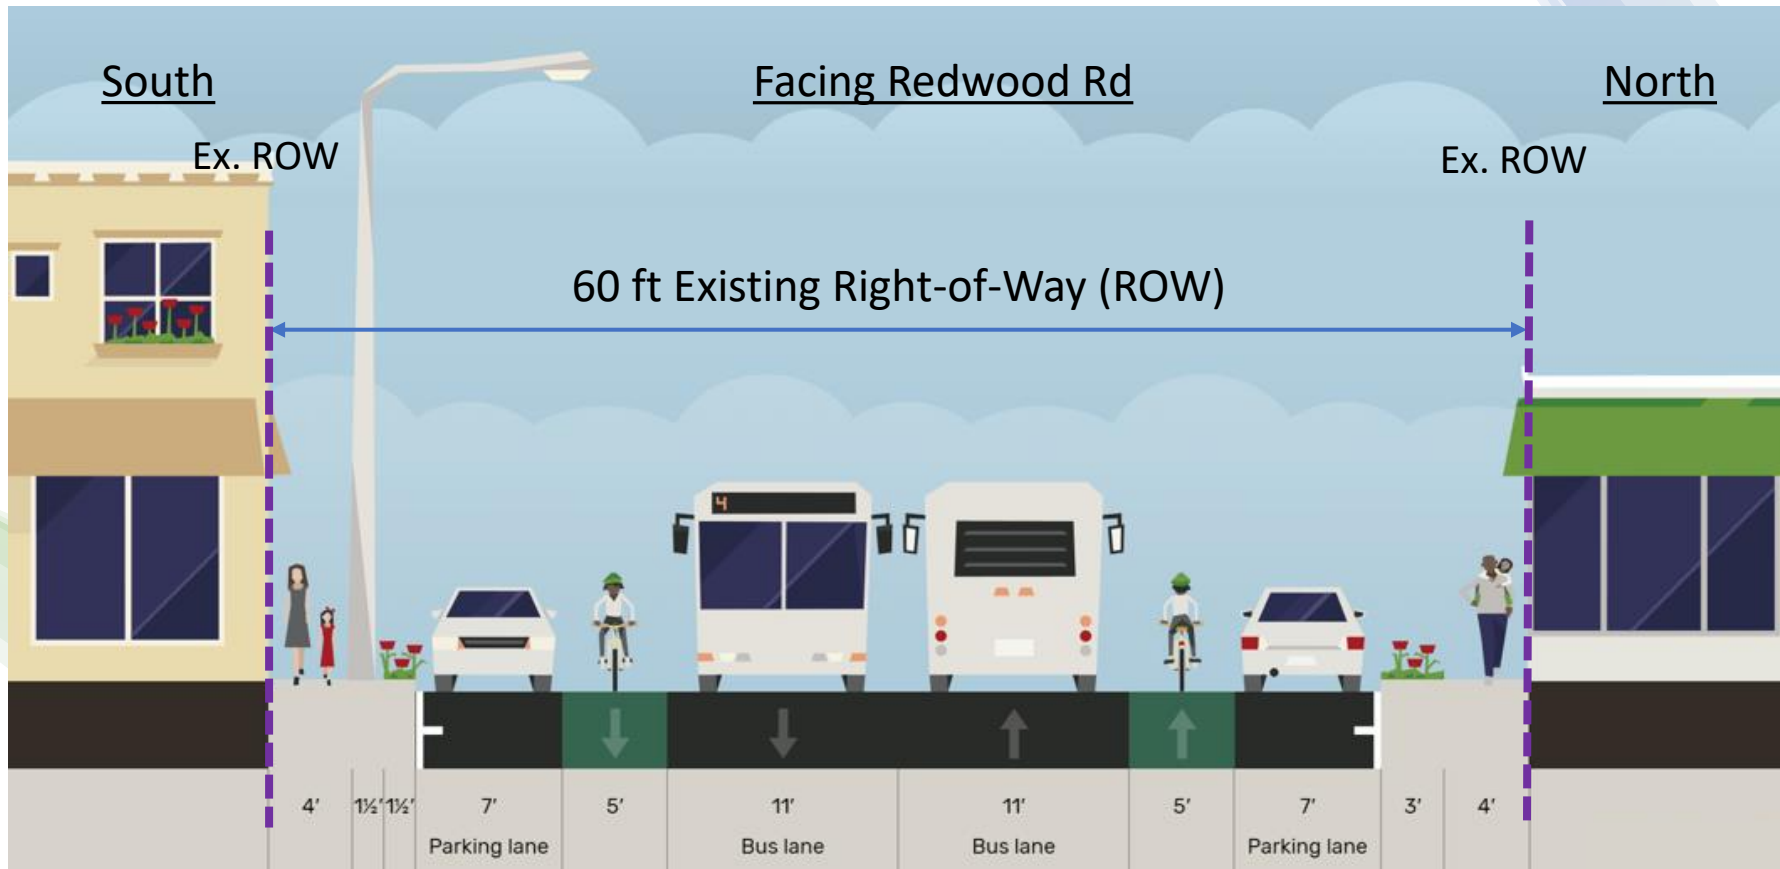 South
Facing Redwood Rd
North
Ex. ROW
Ex. ROW
60 ft Existing Right-of-Way (ROW)
4
4' 1½' 1½' 7' 5' 11' 11' 5' 7' 3' 4'
Parking lane Bus lane Bus lane Parking lane